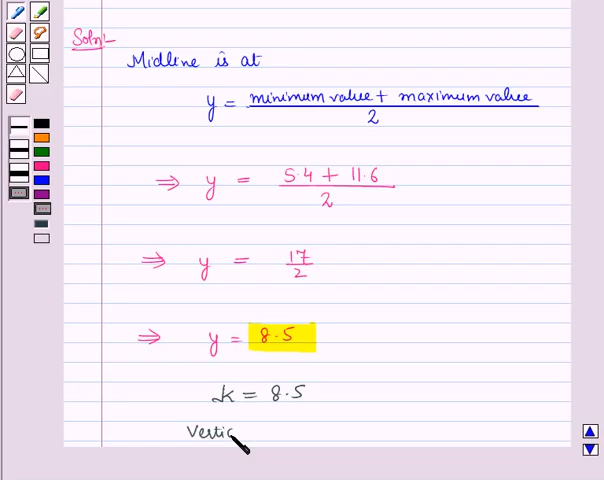 Soln:-
Midline is at
y = minimum value + maximum value / 2
⇒ y = 5.4 + 11.6 / 2
⇒ y = 17 / 2
⇒ y = 8.5
k = 8.5
Vertic